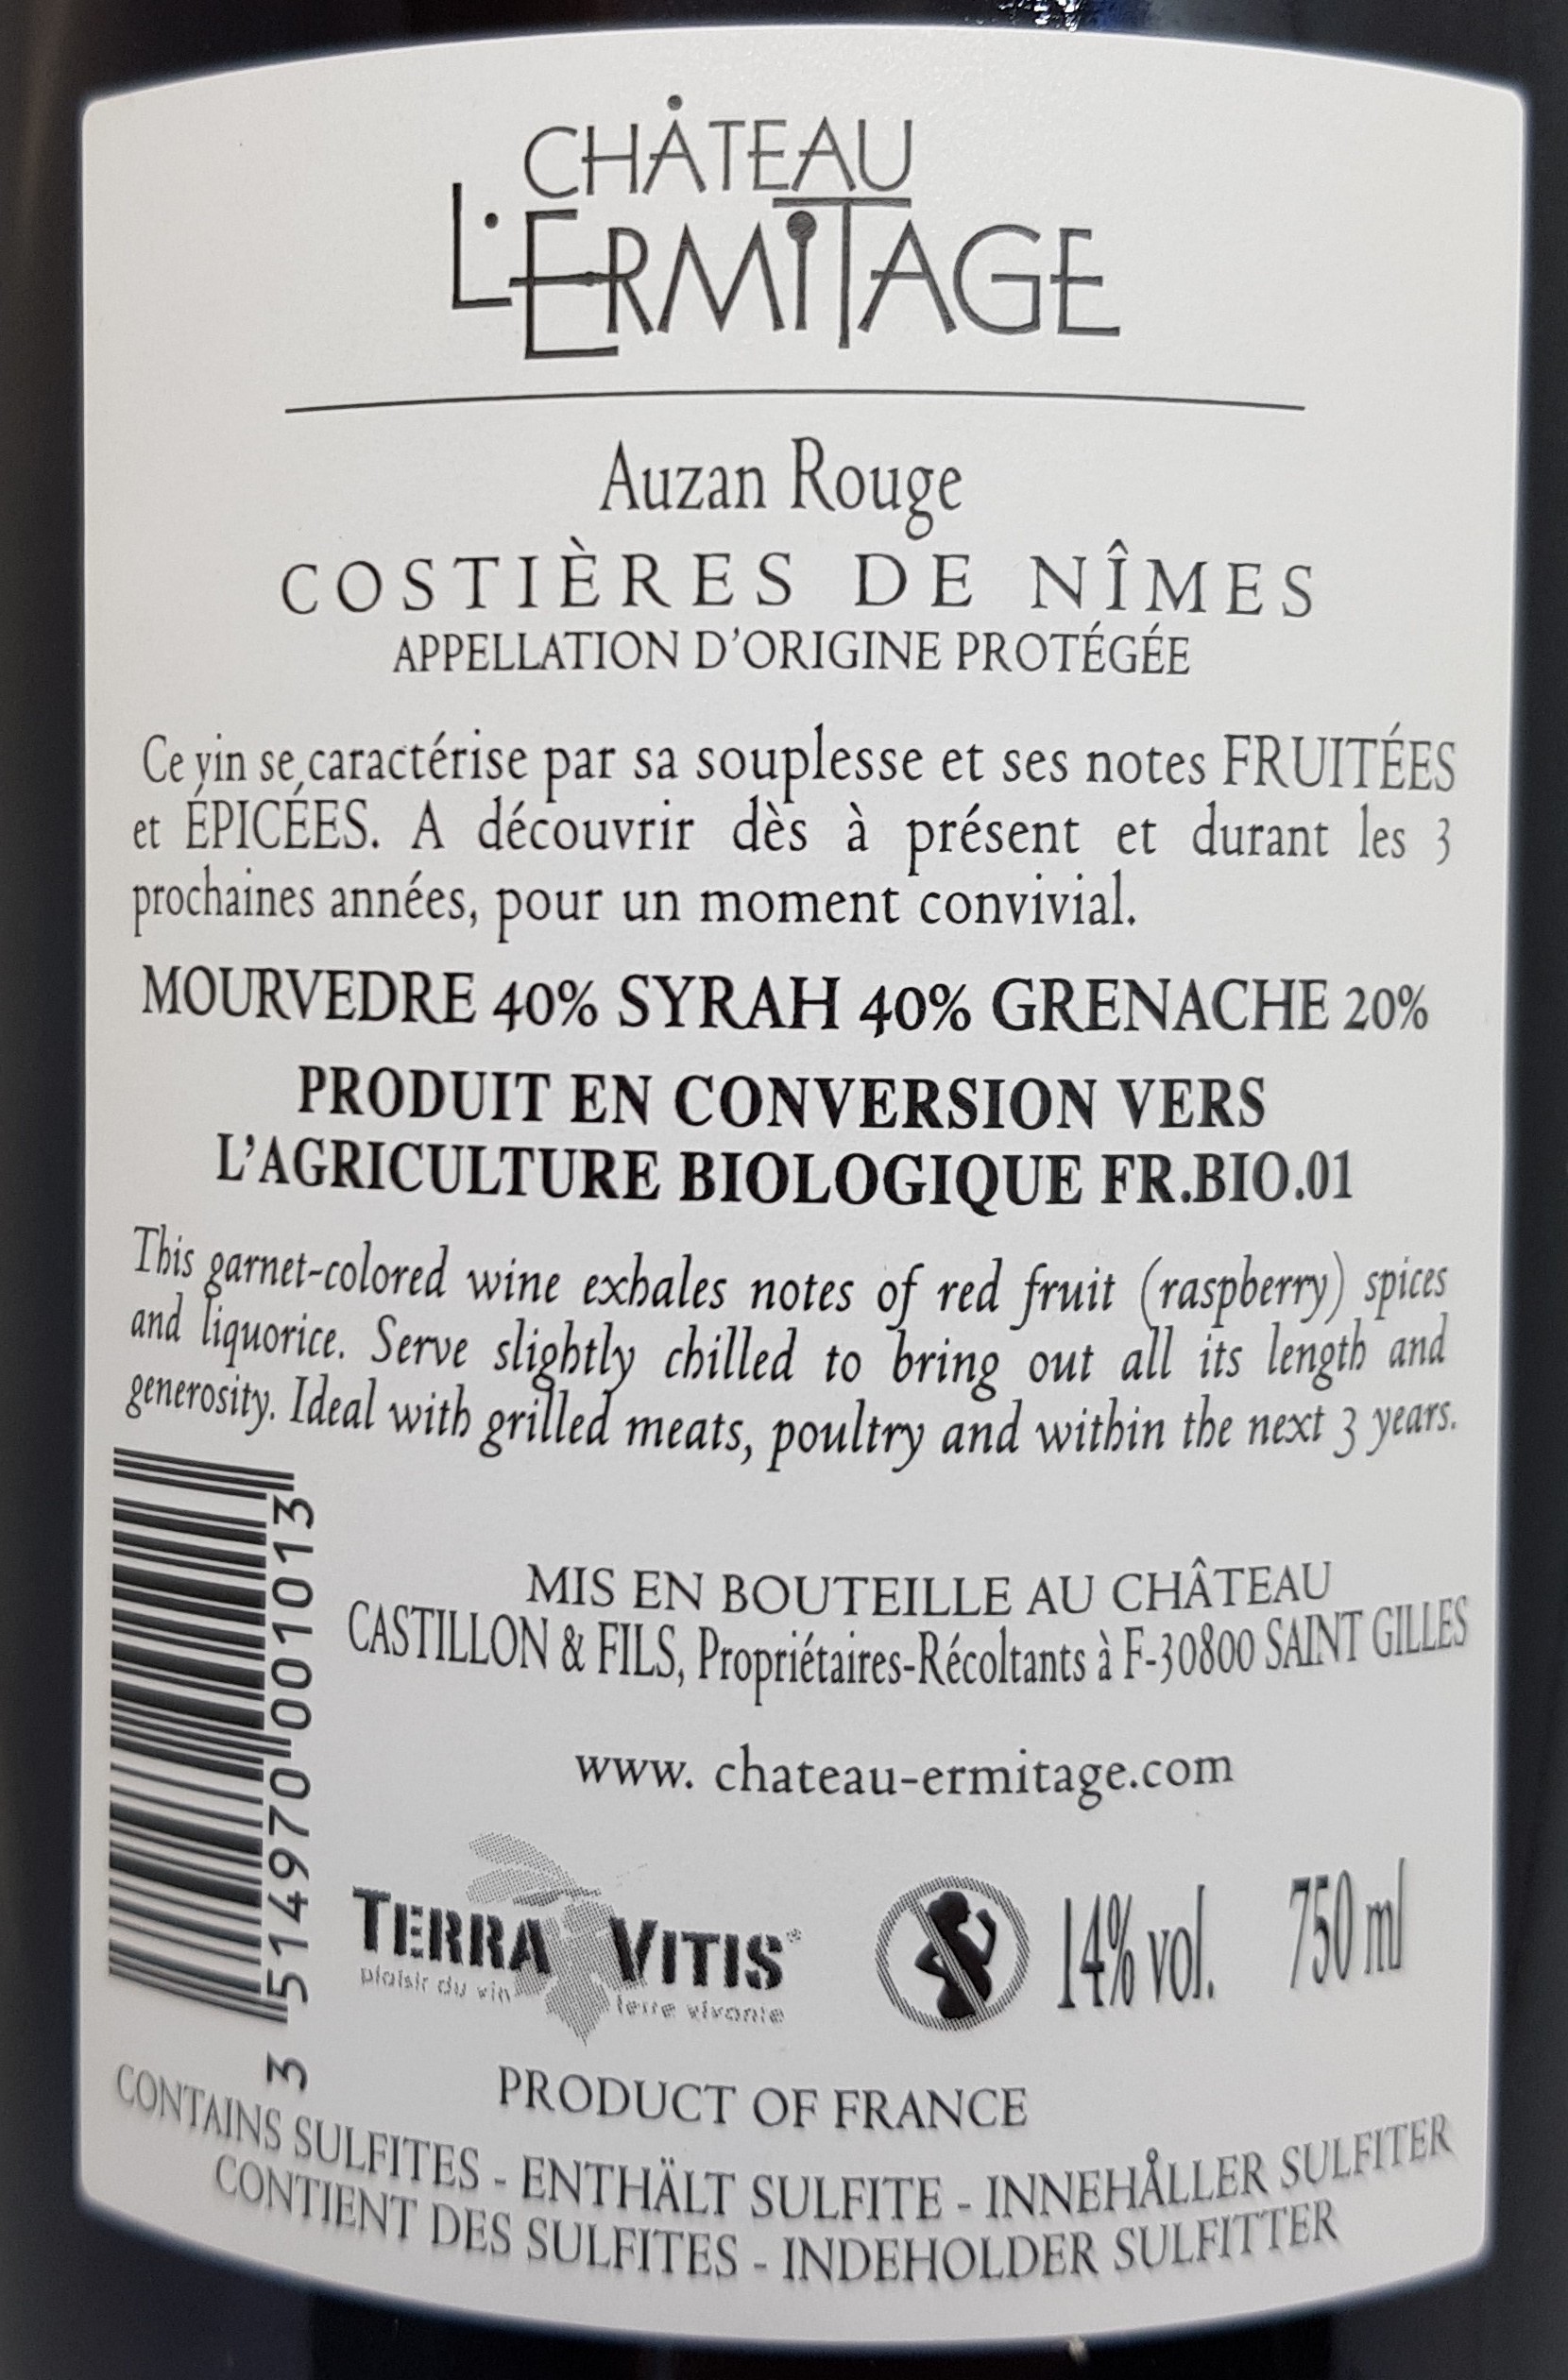 CHÂTEAU
L'ERMITAGE
Auzan Rouge
COSTIÈRES DE NÎMES
APPELLATION D'ORIGINE PROTÉGÉE
Ce vin se caractérise par sa souplesse et ses notes FRUITÉES
et ÉPICÉES. A découvrir dès à présent et durant les 3
prochaines années, pour un moment convivial.
MOURVEDRE 40% SYRAH 40% GRENACHE 20%
PRODUIT EN CONVERSION VERS
L'AGRICULTURE BIOLOGIQUE FR.BIO.01
This garnet-colored wine exhales notes of red fruit (raspberry) spices
and liquorice. Serve slightly chilled to bring out all its length and
generosity. Ideal with grilled meats, poultry and within the next 3 years.
MIS EN BOUTEILLE AU CHÂTEAU
CASTILLON & FILS, Propriétaires-Récoltants à F-30800 SAINT GILLES
www. chateau-ermitage.com
3 514970 001013
TERRA VITIS®
plaisir du vin
terre vivante
14% vol. 750 ml
PRODUCT OF FRANCE
CONTAINS SULFITES - ENTHÄLT SULFITE - INNEHÅLLER SULFITER
CONTIENT DES SULFITES - INDEHOLDER SULFITTER